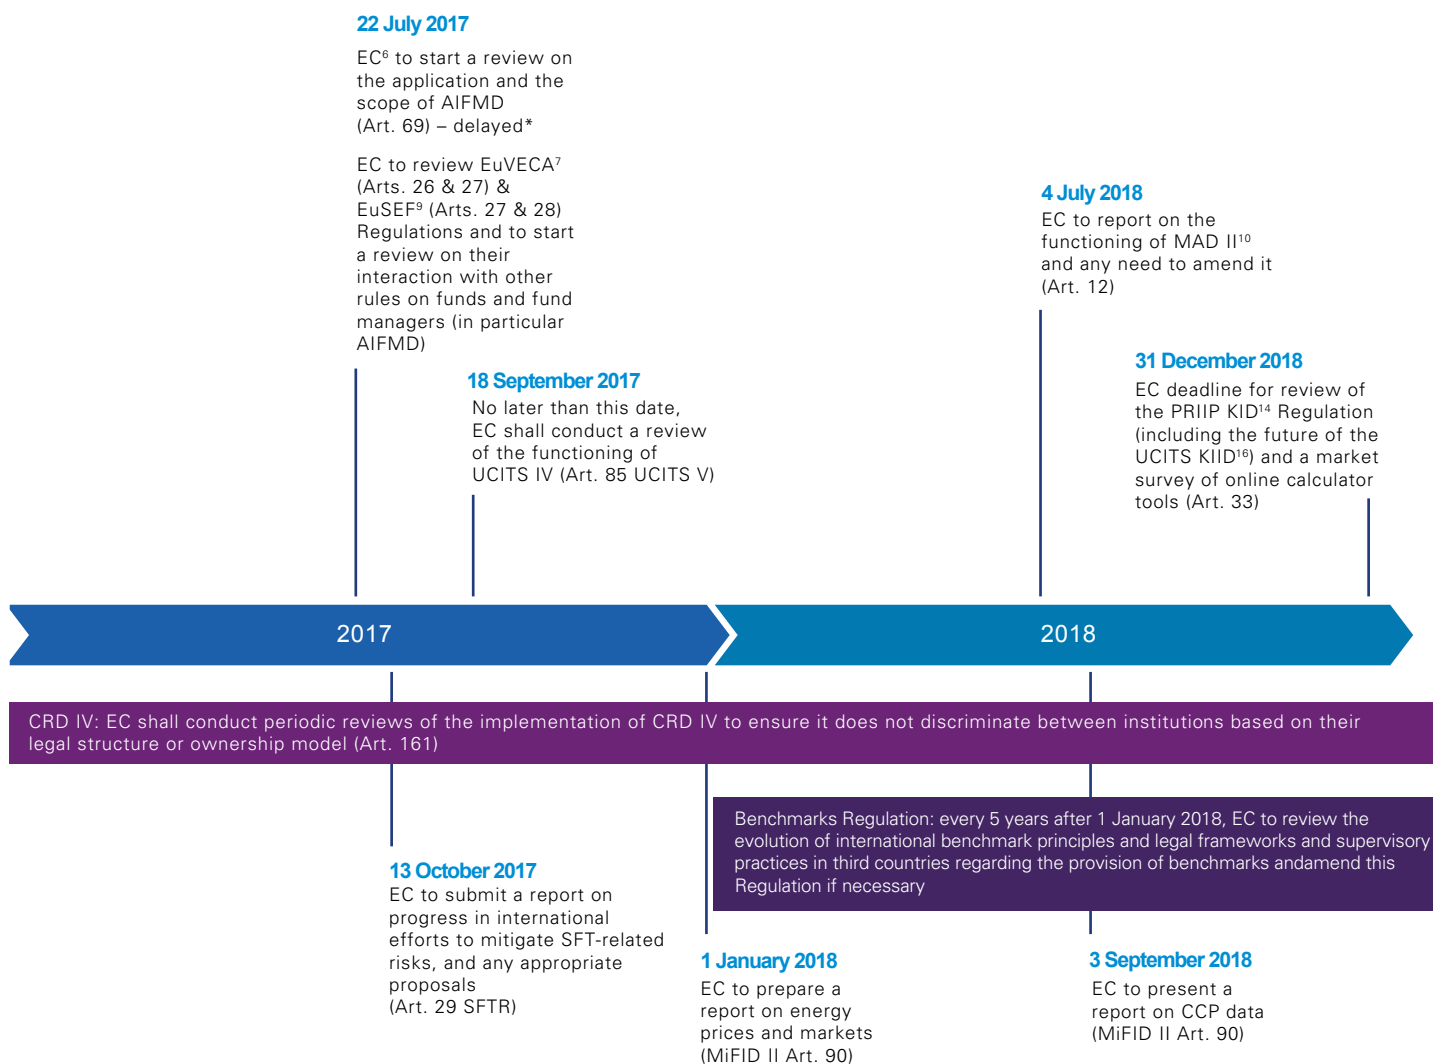 22 July 2017
EC⁶ to start a review on
the application and the
scope of AIFMD
(Art. 69) – delayed*
EC to review EuVECA⁷
(Arts. 26 & 27) &
EuSEF⁹ (Arts. 27 & 28)
Regulations and to start
a review on their
interaction with other
rules on funds and fund
managers (in particular
AIFMD)
18 September 2017
No later than this date,
EC shall conduct a review
of the functioning of
UCITS IV (Art. 85 UCITS V)
4 July 2018
EC to report on the
functioning of MAD II¹⁰
and any need to amend it
(Art. 12)
31 December 2018
EC deadline for review of
the PRIIP KID¹⁴ Regulation
(including the future of the
UCITS KIID¹⁶) and a market
survey of online calculator
tools (Art. 33)
2017
2018
CRD IV: EC shall conduct periodic reviews of the implementation of CRD IV to ensure it does not discriminate between institutions based on their
legal structure or ownership model (Art. 161)
Benchmarks Regulation: every 5 years after 1 January 2018, EC to review the
evolution of international benchmark principles and legal frameworks and supervisory
practices in third countries regarding the provision of benchmarks andamend this
Regulation if necessary
13 October 2017
EC to submit a report on
progress in international
efforts to mitigate SFT-related
risks, and any appropriate
proposals
(Art. 29 SFTR)
1 January 2018
EC to prepare a
report on energy
prices and markets
(MiFID II Art. 90)
3 September 2018
EC to present a
report on CCP data
(MiFID II Art. 90)